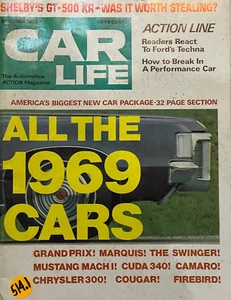 SHELBY'S GT-500 KR-WAS IT WORTH STEALING?
CAR
LIFE
The Automotive
ACTION Magazine
ACTION LINE
Readers React
To Ford's Techna
How to Break In
A Performance Car
AMERICA'S BIGGEST NEW CAR PACKAGE-32 PAGE SECTION
ALL THE
1969
CARS
GRAND PRIX! MARQUIS! THE SWINGER!
MUSTANG MACH I! CUDA 340! CAMARO!
CHRYSLER 300! COUGAR! FIREBIRD!